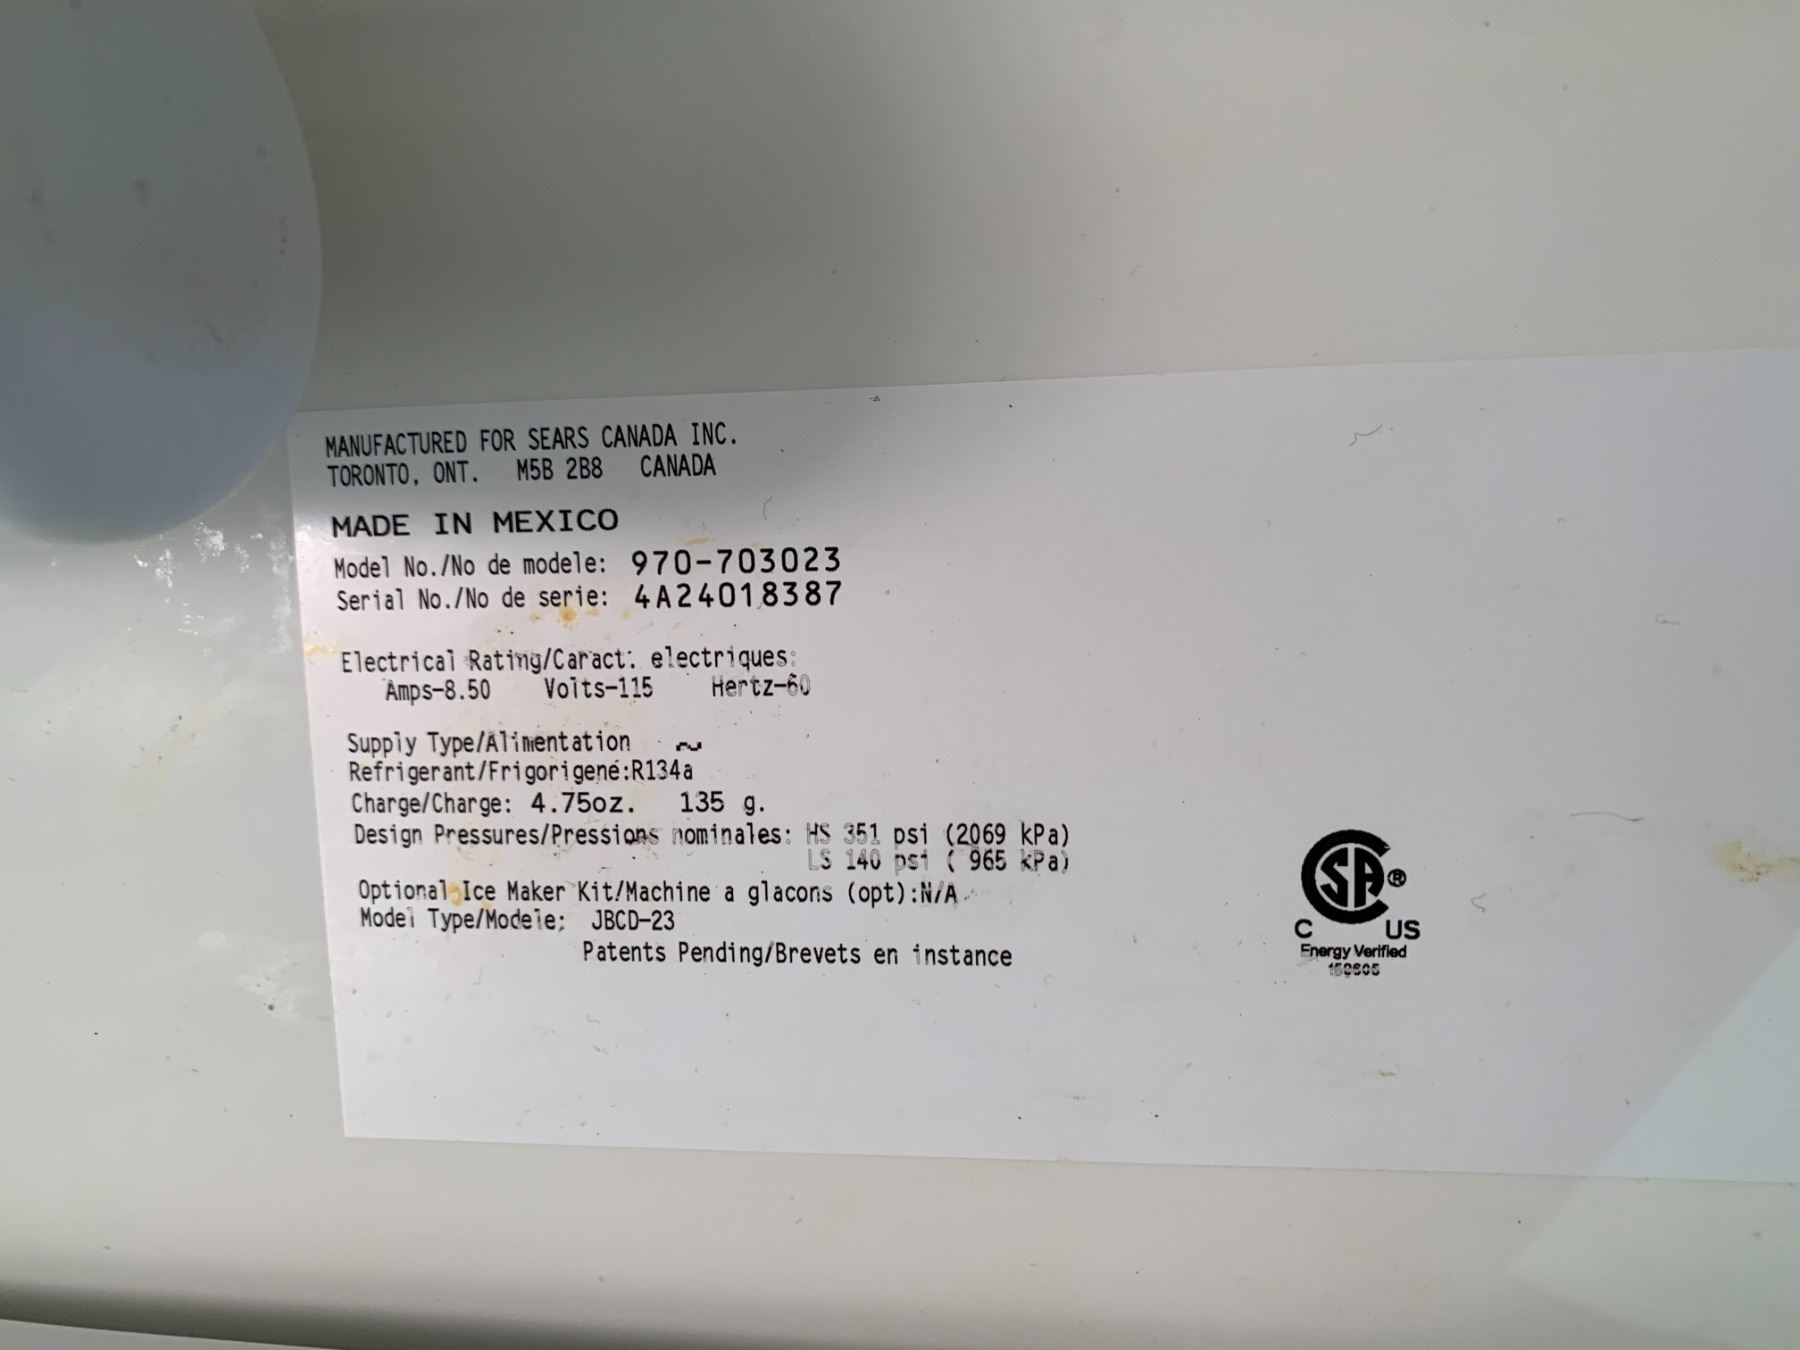 MANUFACTURED FOR SEARS CANADA INC.
TORONTO, ONT. M5B 2B8 CANADA
MADE IN MEXICO
Model No./No de modele: 970-703023
Serial No./No de serie: 4A24018387
Electrical Rating/Caract. electriques:
Amps-8.50 Volts-115 Hertz-60
Supply Type/Alimentation ~
Refrigerant/Frigorigene:R134a
Charge/Charge: 4.75oz. 135 g.
Design Pressures/Pressions nominales: HS 351 psi (2069 kPa)
LS 140 psi ( 965 kPa)
Optional Ice Maker Kit/Machine a glacons (opt):N/A
Model Type/Modele: JBCD-23
Patents Pending/Brevets en instance
SA ®
C US
Energy Verified